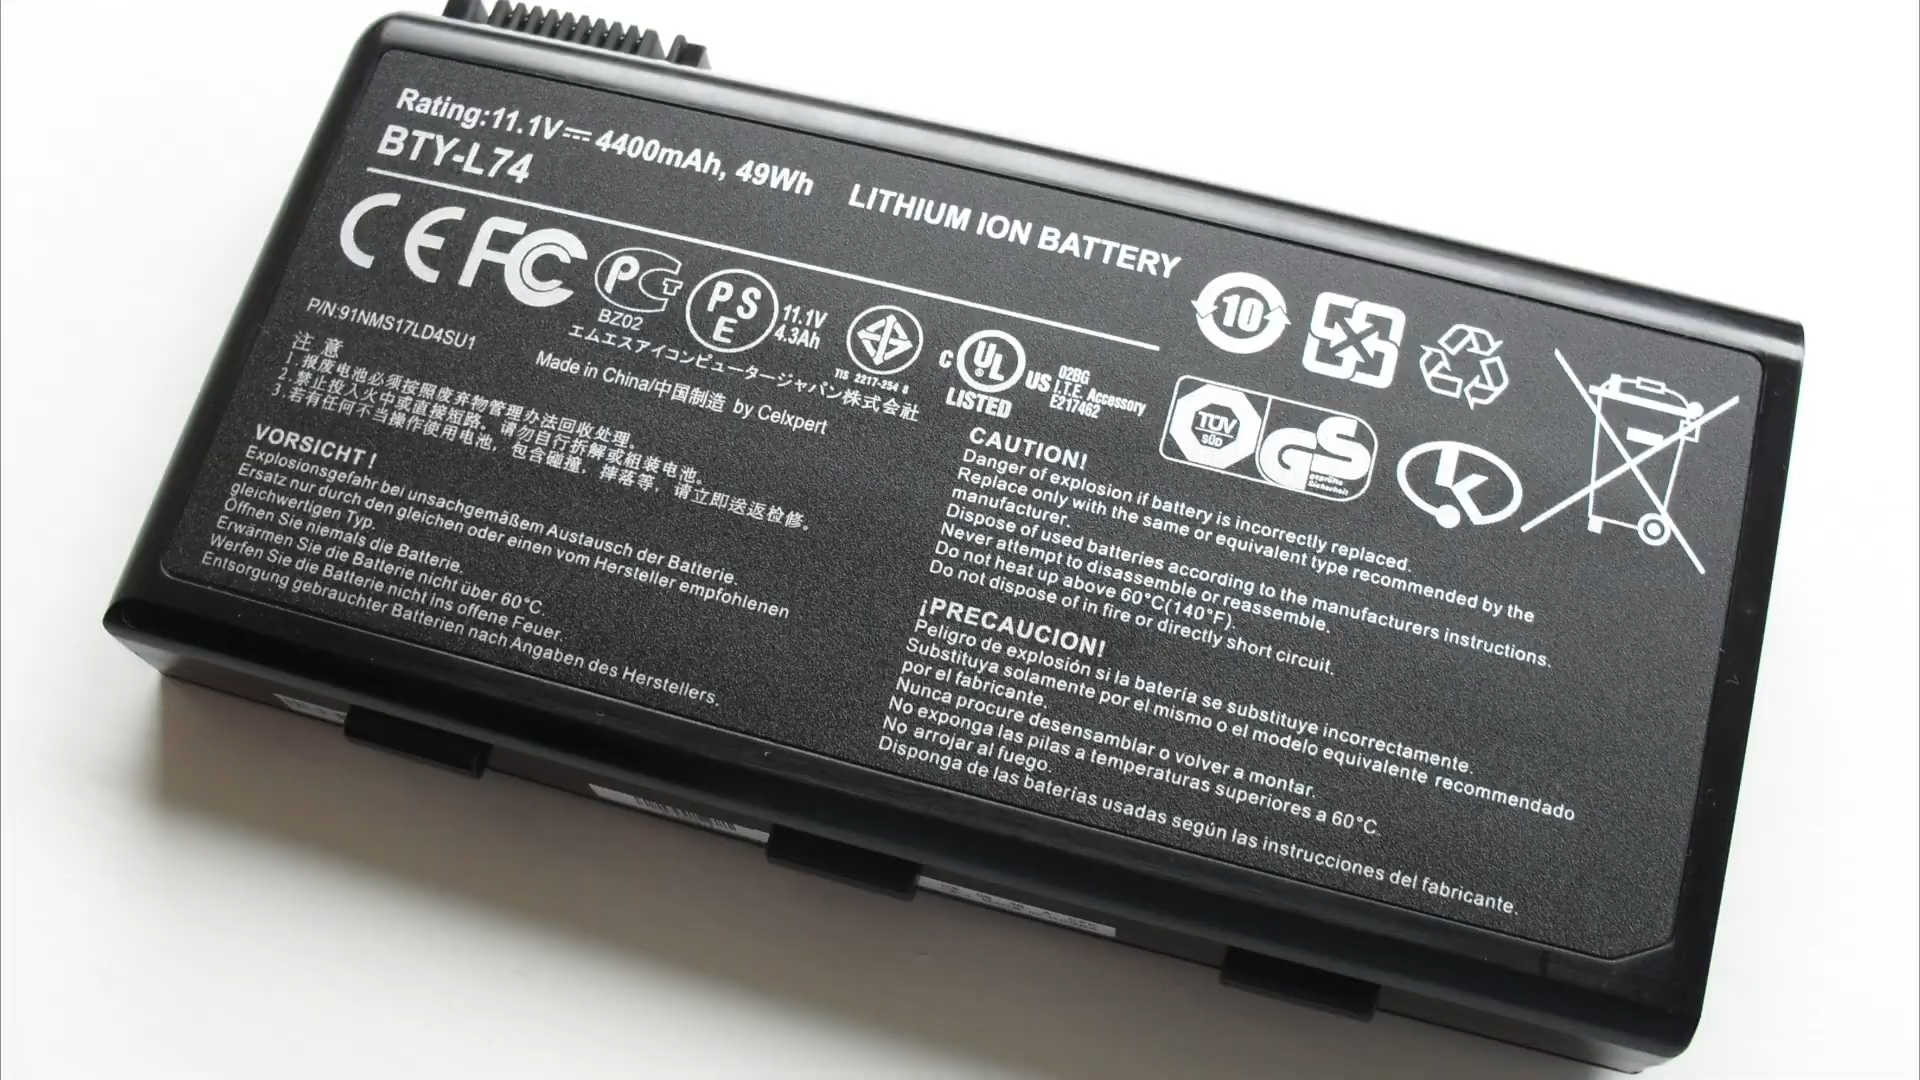 Rating:11.1V⎓4400mAh, 49Wh
BTY-L74
LITHIUM ION BATTERY
CE FC PCT
BZ02
PSE
11.1V
4.3Ah
TIS 2217-254 8
C UL US
LISTED
02BG
I.T.E. Accessory
E217462
10
P/N:91NMS17LD4SU1
エムエスアイコンピュータージャパン株式会社
Made in China/中国制造 by Celxpert
TÜV
SÜD
GS
geprüfte
Sicherheit
K
注 意
1.报废电池必须按照废弃物管理办法回收处理。
2.禁止投入火中或直接短路。请勿自行拆解或组装电池。
3.若有任何不当操作使用电池，包含碰撞，摔落等，请立即送返检修。
VORSICHT!
Explosionsgefahr bei unsachgemäßem Austausch der Batterie.
Ersatz nur durch den gleichen oder einen vom Hersteller empfohlenen
gleichwertigen Typ.
Öffnen Sie niemals die Batterie.
Erwärmen Sie die Batterie nicht über 60°C.
Werfen Sie die Batterie nicht ins offene Feuer.
Entsorgung gebrauchter Batterien nach Angaben des Herstellers.
CAUTION!
Danger of explosion if battery is incorrectly replaced.
Replace only with the same or equivalent type recommended by the
manufacturer.
Dispose of used batteries according to the manufacturers instructions.
Never attempt to disassemble or reassemble.
Do not heat up above 60°C(140°F).
Do not dispose of in fire or directly short circuit.
¡PRECAUCION!
Peligro de explosión si la batería se substituye incorrectamente.
Substituya solamente por el mismo o el modelo equivalente recommendado
por el fabricante.
Nunca procure desensamblar o volver a montar.
No exponga las pilas a temperaturas superiores a 60°C.
No arrojar al fuego.
Disponga de las baterías usadas según las instrucciones del fabricante.